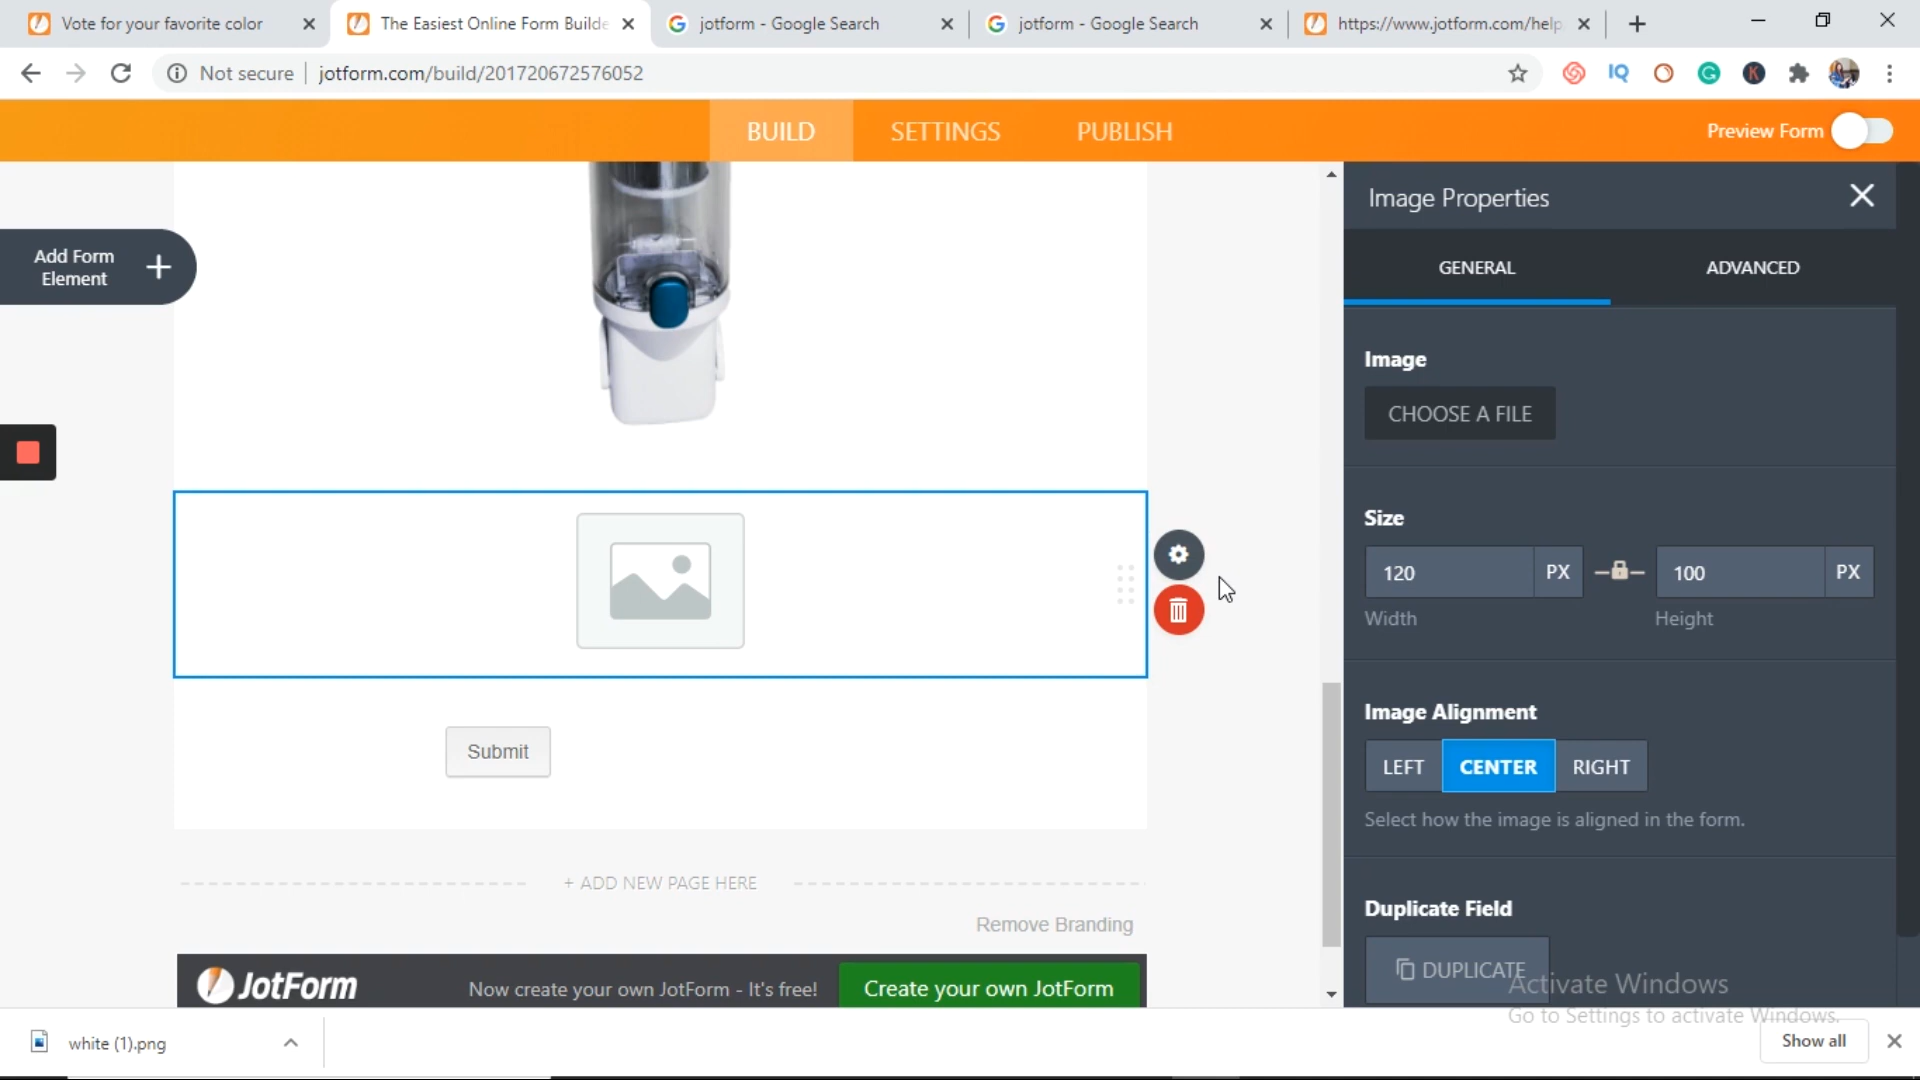 Vote for your favorite color
The Easiest Online Form Builde
jotform - Google Search
jotform - Google Search
https://www.jotform.com/help
Not secure
jotform.com/build/201720672576052
IQ
G
K
BUILD
SETTINGS
PUBLISH
Preview Form
Add Form
Element
Image Properties
GENERAL
ADVANCED
Image
CHOOSE A FILE
Size
120
PX
100
PX
Width
Height
Image Alignment
LEFT
CENTER
RIGHT
Select how the image is aligned in the form.
Submit
+ ADD NEW PAGE HERE
Remove Branding
Duplicate Field
DUPLICATE
JotForm
Now create your own JotForm - It's free!
Create your own JotForm
Activate Windows
Go to Settings to activate Windows.
white (1).png
Show all